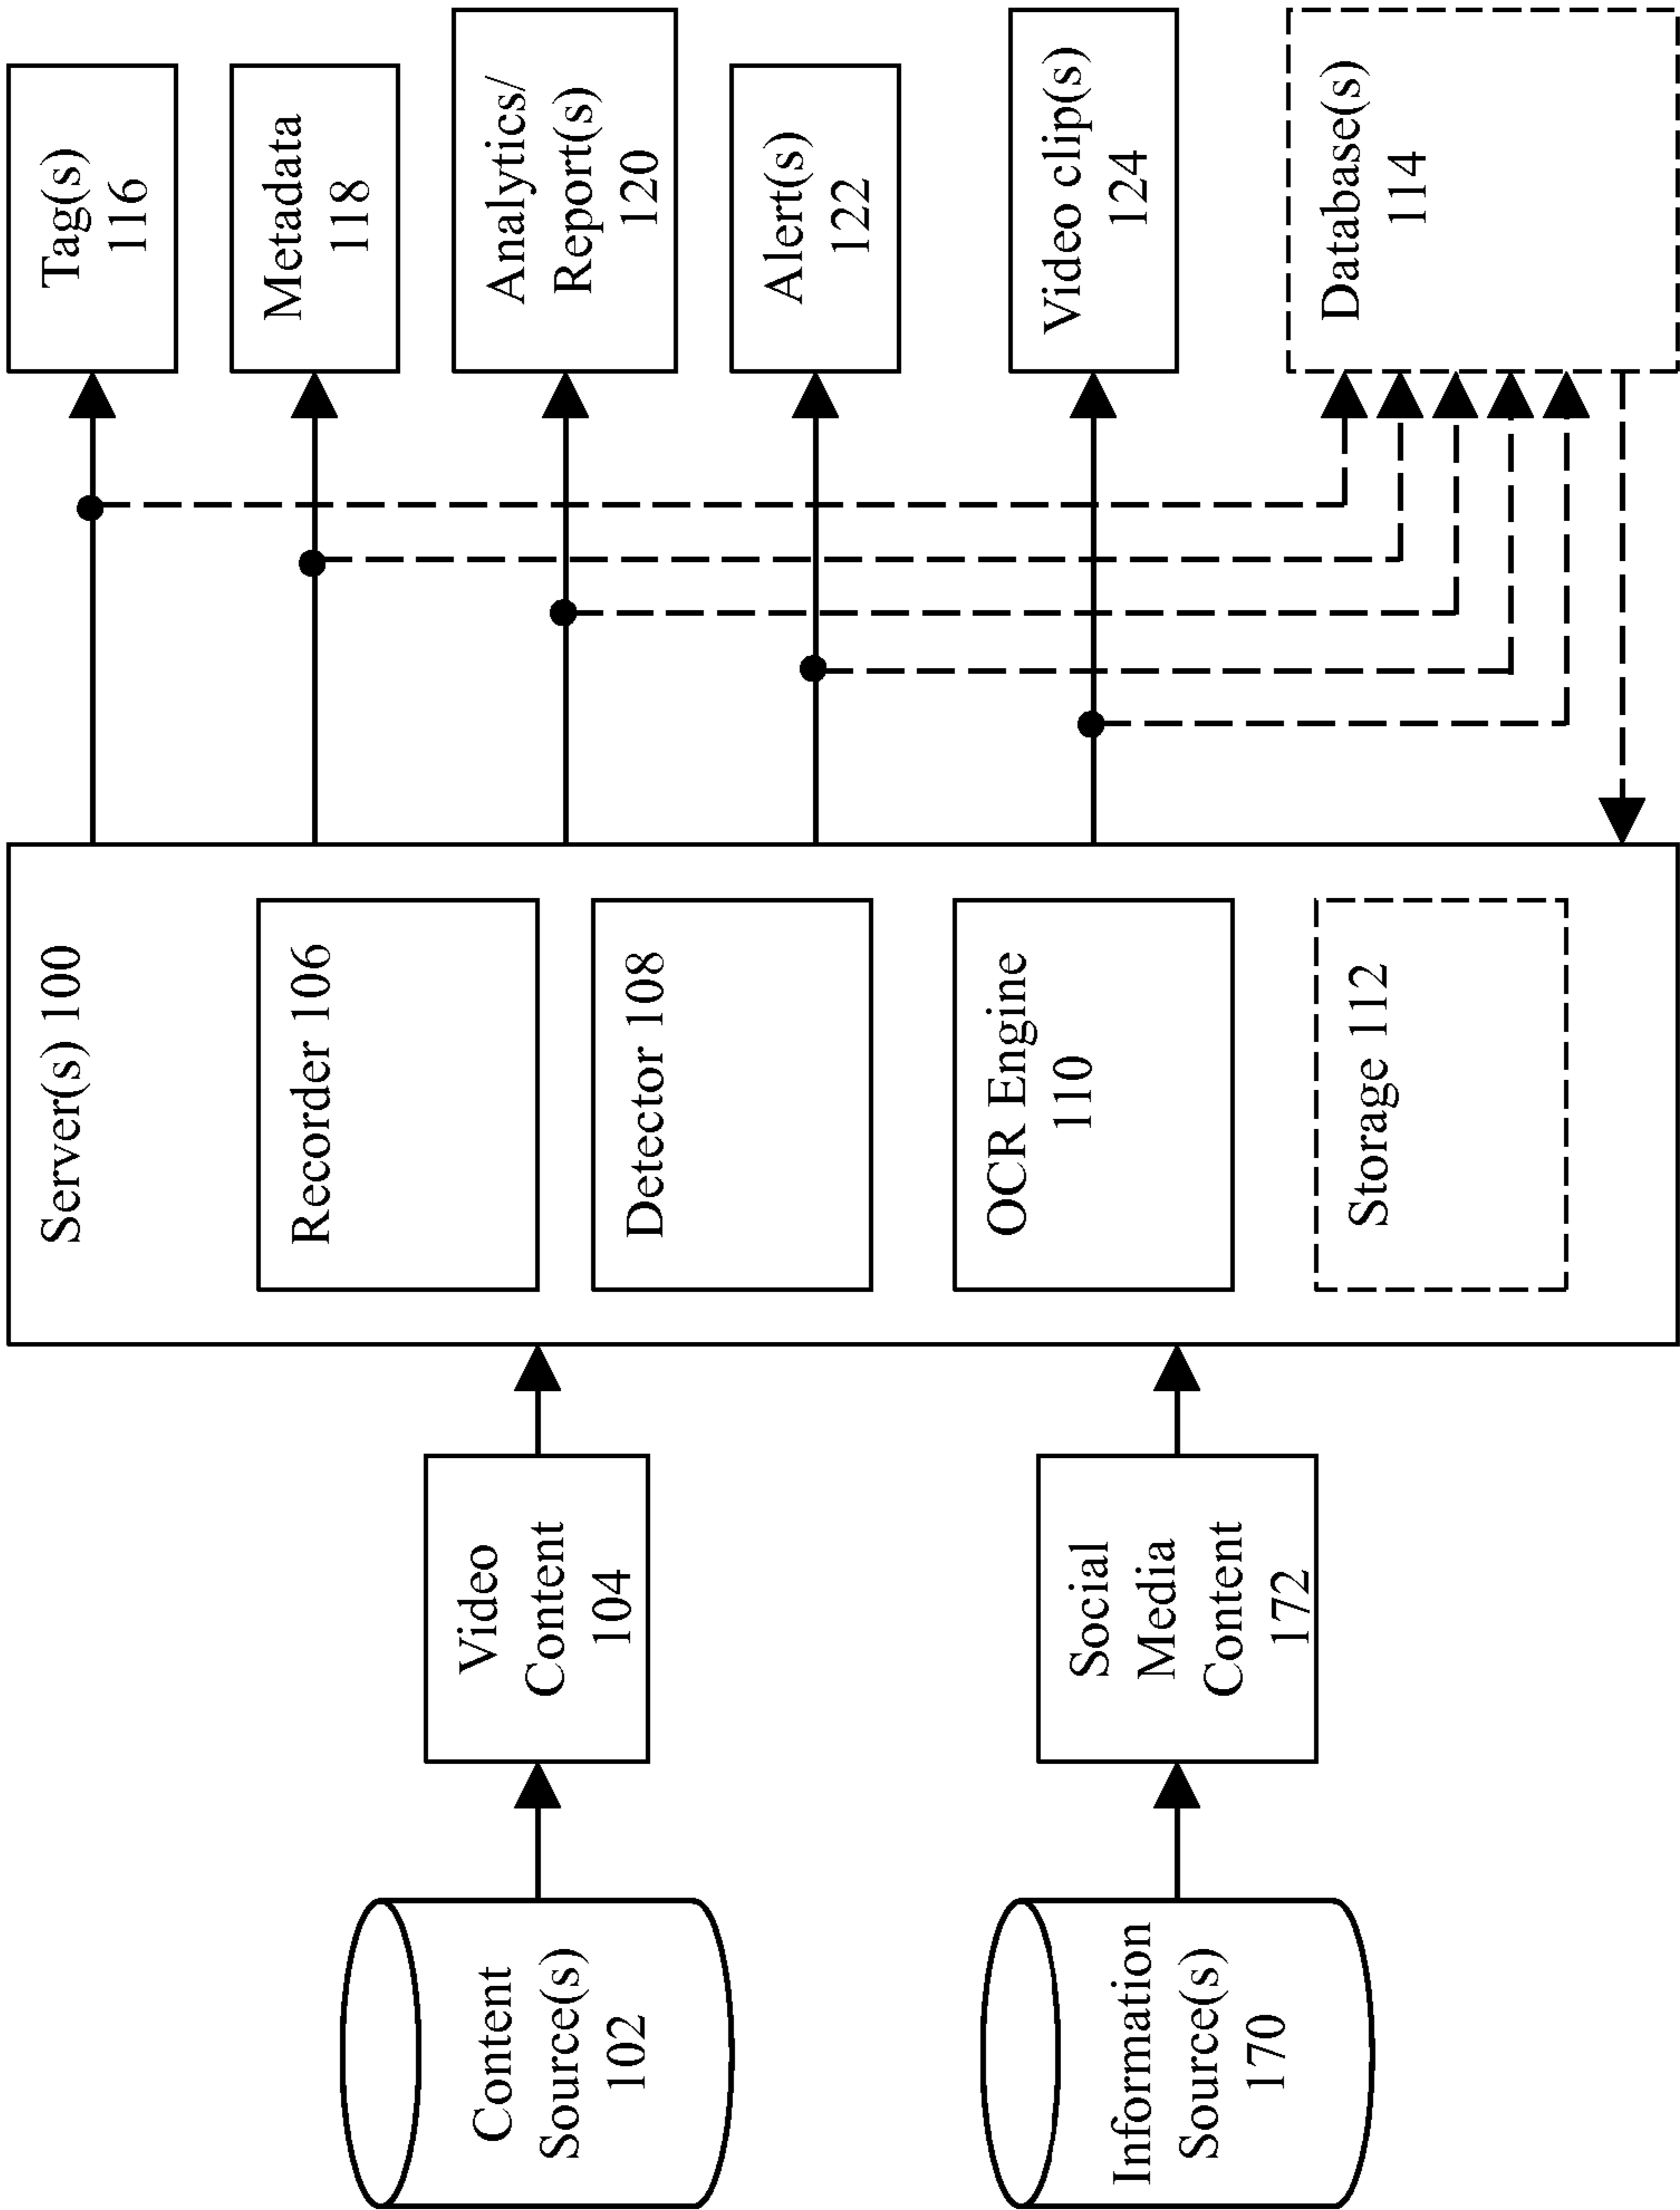 Content
Source(s)
102
Information
Source(s)
170
Video
Content
104
Social
Media
Content
172
Server(s) 100
Recorder 106
Detector 108
OCR Engine
110
Storage 112
Tag(s)
116
Metadata
118
Analytics/
Report(s)
120
Alert(s)
122
Video clip(s)
124
Database(s)
114